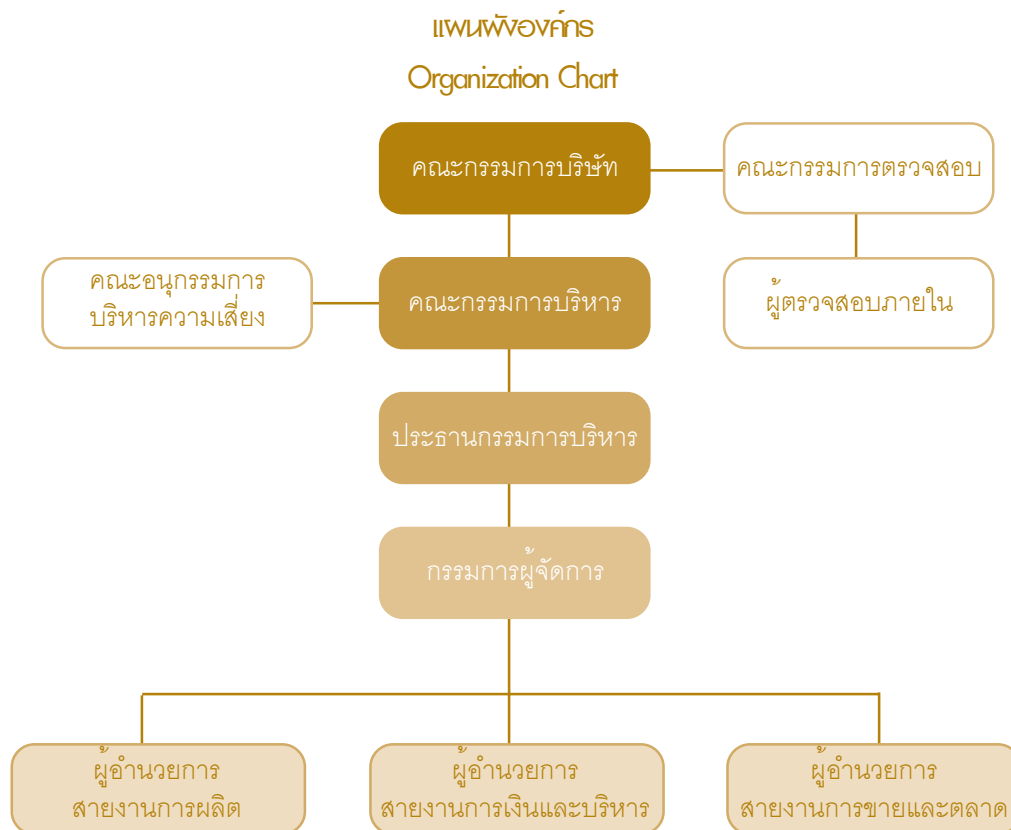 แผนผังองค์กร
Organization Chart
คณะกรรมการบริษัท
คณะกรรมการตรวจสอบ
คณะอนุกรรมการ
บริหารความเสี่ยง
คณะกรรมการบริหาร
ผู้ตรวจสอบภายใน
ประธานกรรมการบริหาร
กรรมการผู้จัดการ
ผู้อำนวยการ
สายงานการผลิต
ผู้อำนวยการ
สายงานการเงินและบริหาร
ผู้อำนวยการ
สายงานการขายและตลาด